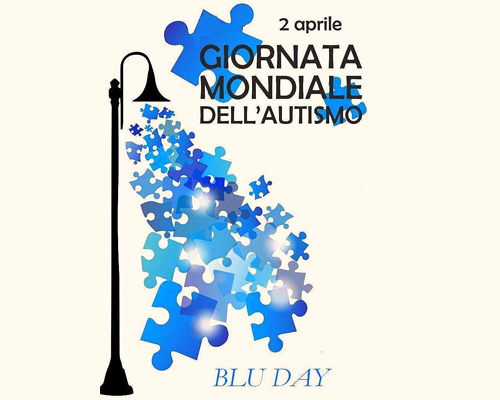 2 aprile
GIORNATA
MONDIALE
DELL'AUTISMO
BLU DAY